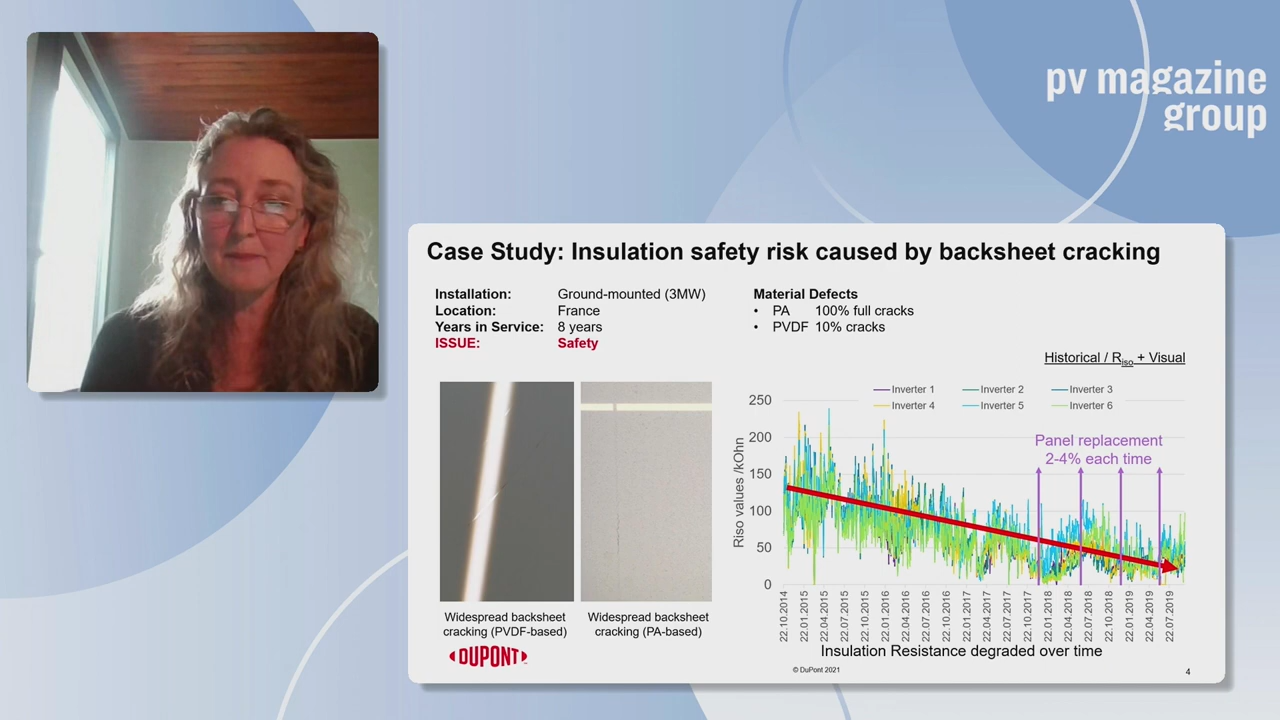 pv magazine
group
Case Study: Insulation safety risk caused by backsheet cracking
Installation: Ground-mounted (3MW)
Location: France
Years in Service: 8 years
ISSUE: Safety
Material Defects
• PA 100% full cracks
• PVDF 10% cracks
Historical / Riso + Visual
Inverter 1 Inverter 2 Inverter 3
Inverter 4 Inverter 5 Inverter 6
Panel replacement
2-4% each time
Riso values /kOhn
250
200
150
100
50
0
22.10.2014
22.01.2015
22.04.2015
22.07.2015
22.10.2015
22.01.2016
22.04.2016
22.07.2016
22.10.2016
22.01.2017
22.04.2017
22.07.2017
22.10.2017
22.01.2018
22.04.2018
22.07.2018
22.10.2018
22.01.2019
22.04.2019
22.07.2019
Insulation Resistance degraded over time
Widespread backsheet
cracking (PVDF-based)
Widespread backsheet
cracking (PA-based)
DUPONT
© DuPont 2021
4